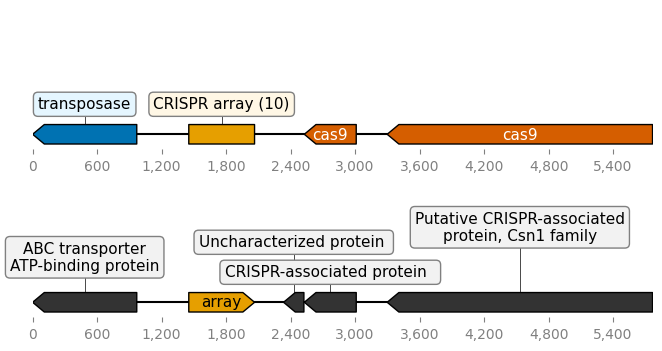 transposase
CRISPR array (10)
cas9
cas9
0 600 1,200 1,800 2,400 3,000 3,600 4,200 4,800 5,400
Putative CRISPR-associated
protein, Csn1 family
Uncharacterized protein
ABC transporter
ATP-binding protein
CRISPR-associated protein
array
0 600 1,200 1,800 2,400 3,000 3,600 4,200 4,800 5,400